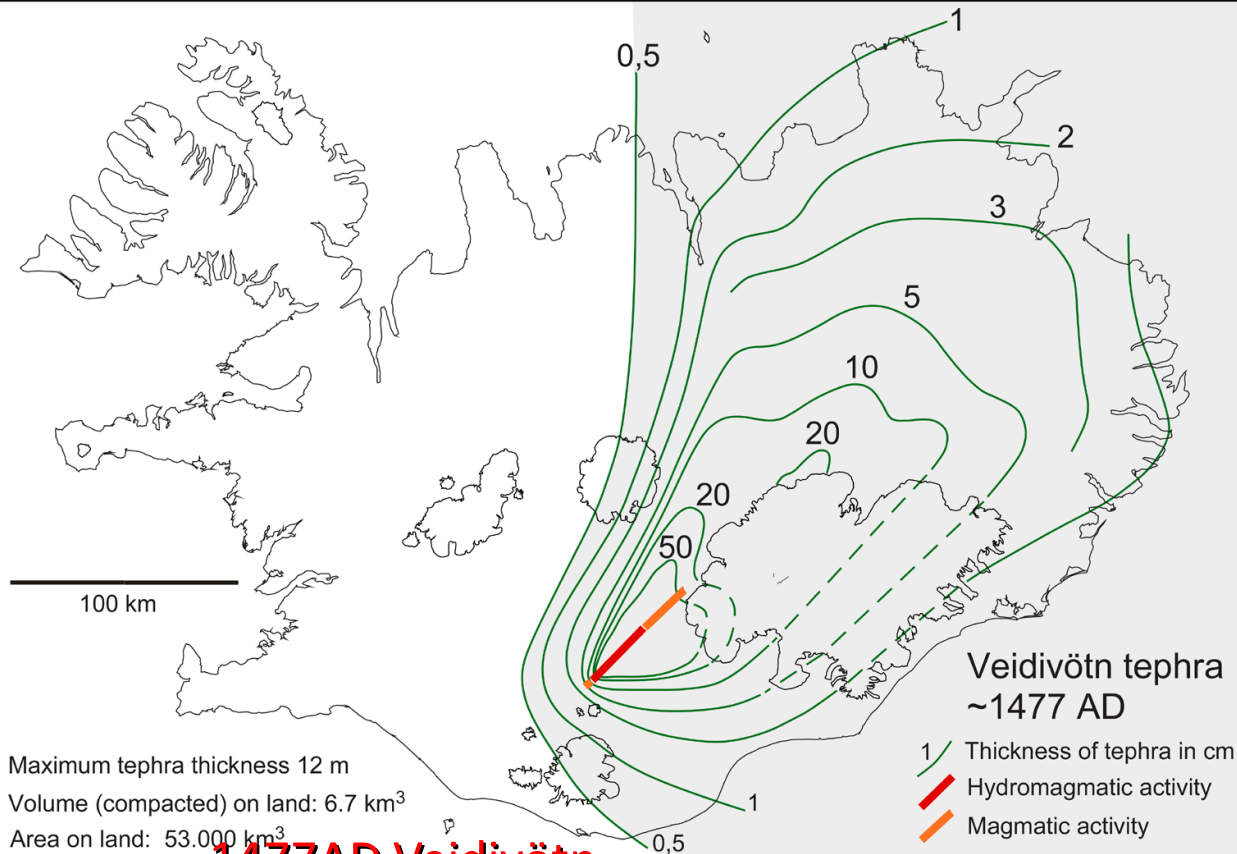 1
0,5
2
3
5
10
20
20
50
100 km
Veidivötn tephra
~1477 AD
1 Thickness of tephra in cm
Hydromagmatic activity
Magmatic activity
Maximum tephra thickness 12 m
Volume (compacted) on land: 6.7 km³
Area on land: 53.000 km³
1
0,5
1477AD Veidivötn